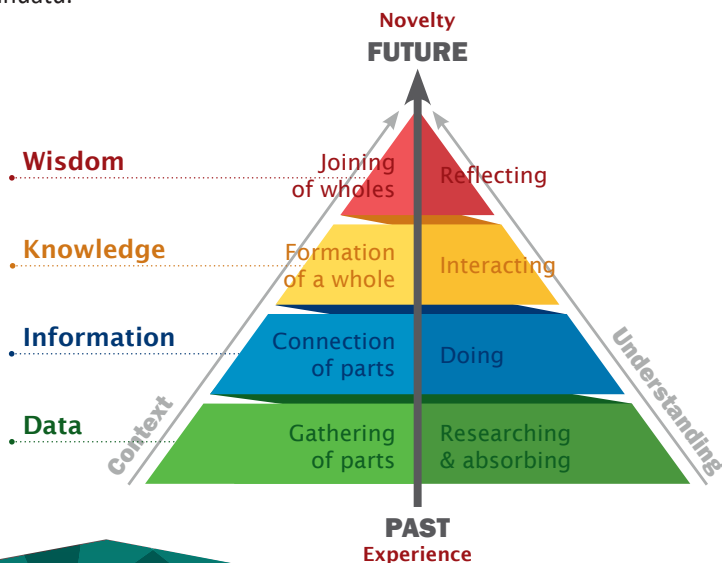 Novelty
FUTURE
Wisdom
Joining
of wholes
Reflecting
Knowledge
Formation
of a whole
Interacting
Information
Connection
of parts
Doing
Data
Gathering
of parts
Researching
& absorbing
Context
Understanding
PAST
Experience